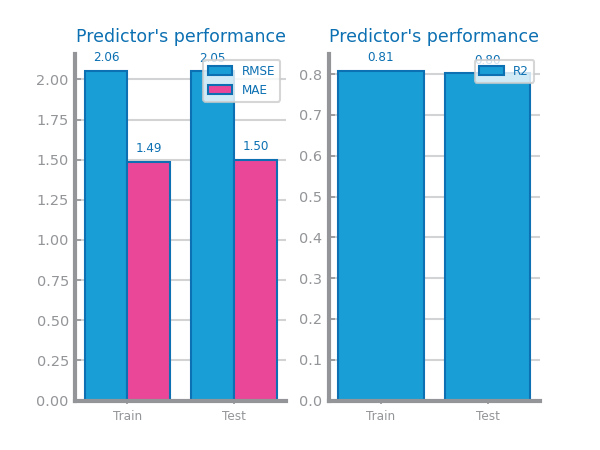 Predictor's performance
2.06
2.05
RMSE
MAE
1.49
1.50
2.00
1.75
1.50
1.25
1.00
0.75
0.50
0.25
0.00
Train
Test
Predictor's performance
0.81
0.80
R2
0.8
0.7
0.6
0.5
0.4
0.3
0.2
0.1
0.0
Train
Test